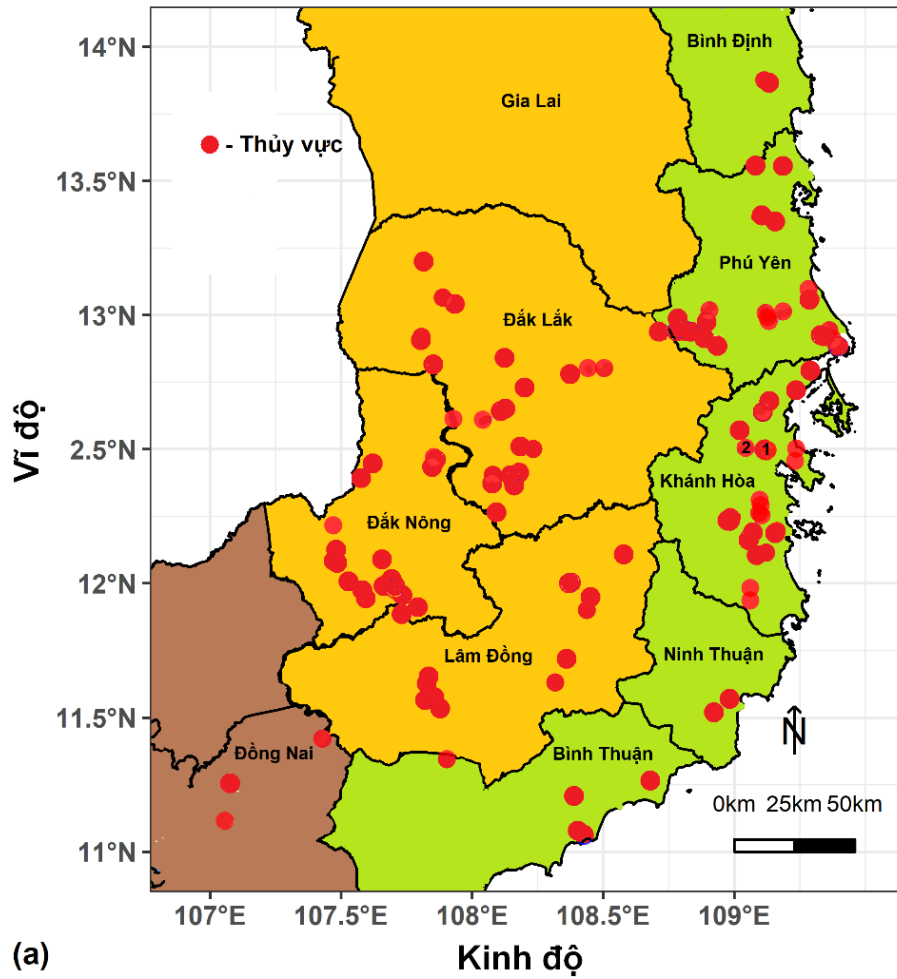 14°N
13.5°N
13°N
2.5°N
12°N
11.5°N
11°N
Vĩ độ
Bình Định
Gia Lai
- Thủy vực
Phú Yên
Đắk Lắk
2 1
Khánh Hòa
Đắk Nông
Lâm Đồng
Ninh Thuận
N
Đồng Nai
Bình Thuận
0km 25km 50km
107°E 107.5°E 108°E 108.5°E 109°E
(a)
Kinh độ